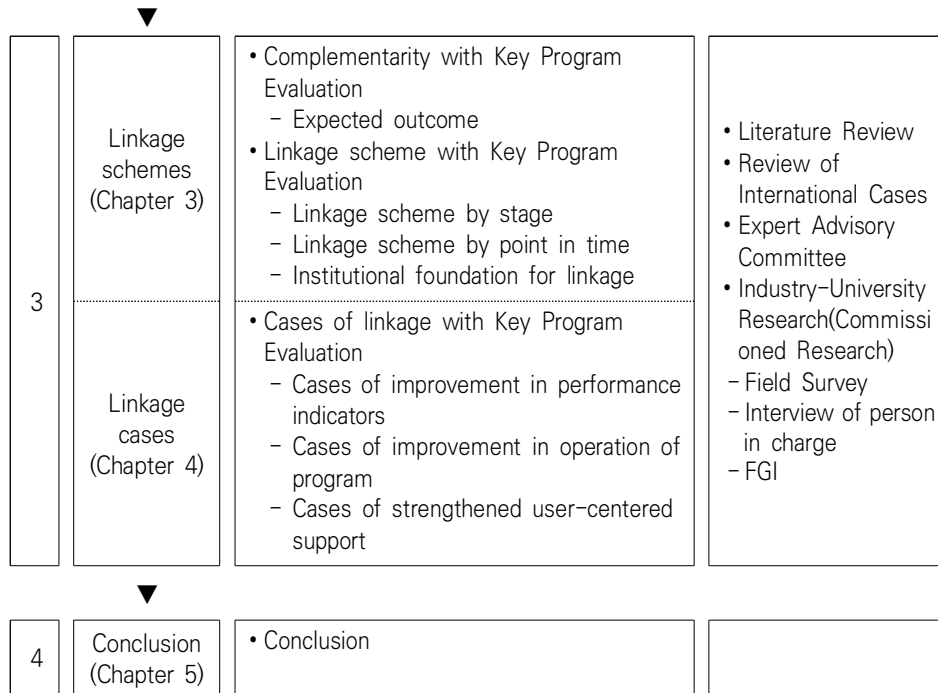 ▼
3
Linkage
schemes
(Chapter 3)
• Complementarity with Key Program
Evaluation
- Expected outcome
• Linkage scheme with Key Program
Evaluation
- Linkage scheme by stage
- Linkage scheme by point in time
- Institutional foundation for linkage
Linkage
cases
(Chapter 4)
• Cases of linkage with Key Program
Evaluation
- Cases of improvement in performance
indicators
- Cases of improvement in operation of
program
- Cases of strengthened user-centered
support
• Literature Review
• Review of
International Cases
• Expert Advisory
Committee
• Industry-University
Research(Commissi
oned Research)
- Field Survey
- Interview of person
in charge
- FGI
▼
4
Conclusion
(Chapter 5)
• Conclusion